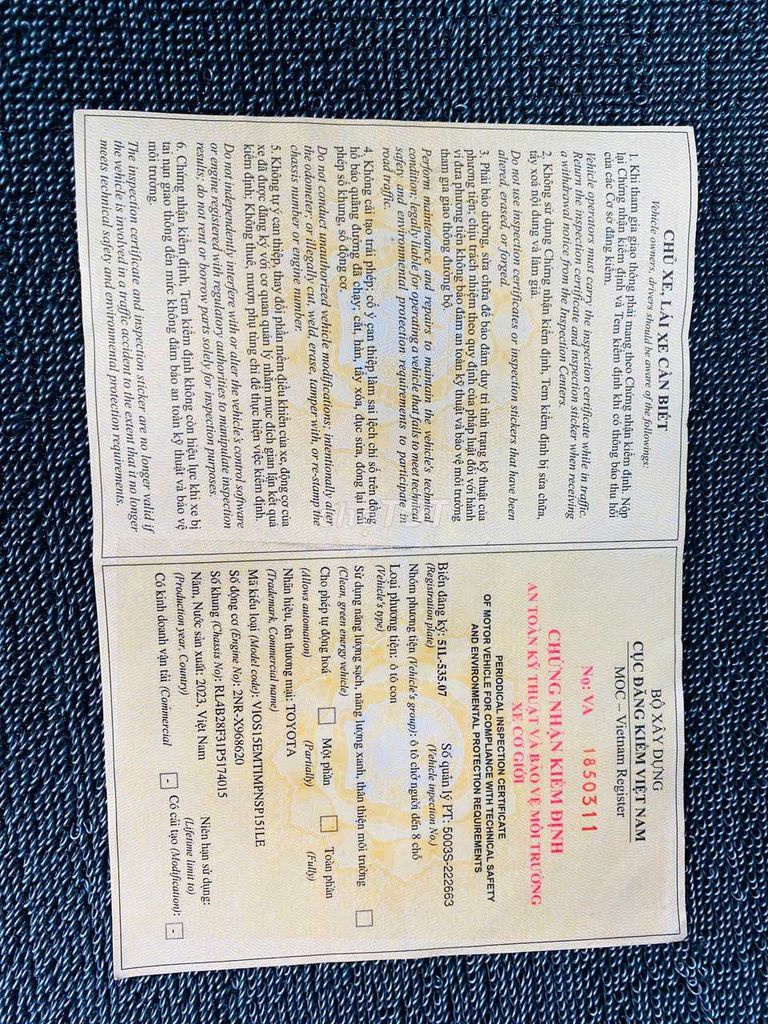 CHỦ XE, LÁI XE CẦN BIẾT
Vehicle owners, drivers should be aware of the followings:
1. Khi tham gia giao thông phải mang theo Chứng nhận kiểm định. Nộp
lại Chứng nhận kiểm định và Tem kiểm định khi có thông báo thu hồi
của các Cơ sở đăng kiểm.
Vehicle operators must carry the inspection certificate while in traffic.
Return the inspection certificate and inspection sticker when receiving
a withdrawal notice from the Inspection Centers.
2. Không sử dụng Chứng nhận kiểm định, Tem kiểm định bị sửa chữa,
tẩy xoá nội dung và làm giả.
Do not use inspection certificates or inspection stickers that have been
altered, erased, or forged.
3. Phải bảo dưỡng, sửa chữa để bảo đảm duy trì tình trạng kỹ thuật của
phương tiện; chịu trách nhiệm theo quy định của pháp luật đối với hành
vi đưa phương tiện không bảo đảm an toàn kỹ thuật và bảo vệ môi trường
tham gia giao thông đường bộ.
Perform maintenance and repairs to maintain the vehicle's technical
condition; legally liable for operating a vehicle that fails to meet technical
safety and environmental protection requirements to participate in
road traffic.
4. Không cải tạo trái phép; cố ý can thiệp làm sai lệch chỉ số trên đồng
hồ báo quãng đường đã chạy; cắt, hàn, tẩy xóa, đục sửa, đóng lại trái
phép số khung, số động cơ
Do not conduct unauthorized vehicle modifications; intentionally alter
the odometer; or illegally cut, weld, erase, tamper with, or re-stamp the
chassis number or engine number.
5. Không tự ý can thiệp, thay đổi phần mềm điều khiển của xe, động cơ của
xe đã được đăng ký với cơ quan quản lý nhằm mục đích gian lận kết quả
kiểm định; Không thuê, mượn phụ tùng chỉ để thực hiện việc kiểm định.
Do not independently interfere with or alter the vehicle's control software
or engine registered with regulatory authorities to manipulate inspection
results; do not rent or borrow parts solely for inspection purposes.
6. Chứng nhận kiểm định, Tem kiểm định không còn hiệu lực khi xe bị
tai nạn giao thông đến mức không đảm bảo an toàn kỹ thuật và bảo vệ
môi trường.
The inspection certificate and inspection sticker are no longer valid if
the vehicle is involved in a traffic accident to the extent that it no longer
meets technical safety and environmental protection requirements.
BỘ XÂY DỰNG
CỤC ĐĂNG KIỂM VIỆT NAM
MOC – Vietnam Register
No: VA 1850311
CHỨNG NHẬN KIỂM ĐỊNH
AN TOÀN KỸ THUẬT VÀ BẢO VỆ MÔI TRƯỜNG
XE CƠ GIỚI
PERIODICAL INSPECTION CERTIFICATE
OF MOTOR VEHICLE FOR COMPLIANCE WITH TECHNICAL SAFETY
AND ENVIRONMENTAL PROTECTION REQUIREMENTS
Biển đăng ký: 51L-535.07 Số quản lý PT: 5003S-222663
(Registration plate) (Vehicle inpection No.)
Nhóm phương tiện (Vehicle's group): ô tô chở người đến 8 chỗ
Loại phương tiện: ô tô con
(Vehicle's type)
Sử dụng năng lượng sạch, năng lượng xanh, thân thiện môi trường
(Clean, green energy vehicle)
Cho phép tự động hoá Một phần Toàn phần
(Allows automation) (Partially) (Fully)
Nhãn hiệu, tên thương mại: TOYOTA
(Trademark, Commercial name)
Mã kiểu loại (Model code): VIOS15EMTIMPNSP151LE
Số động cơ (Engine No): 2NR-X968620
Số khung (Chassis No): RL4B28F31P5174015
Năm, Nước sản xuất: 2023, Việt Nam Niên hạn sử dụng:
(Production year, Country) (Lifetime limit to)
Có kinh doanh vận tải (Commercial - Có cải tạo (Modification): -